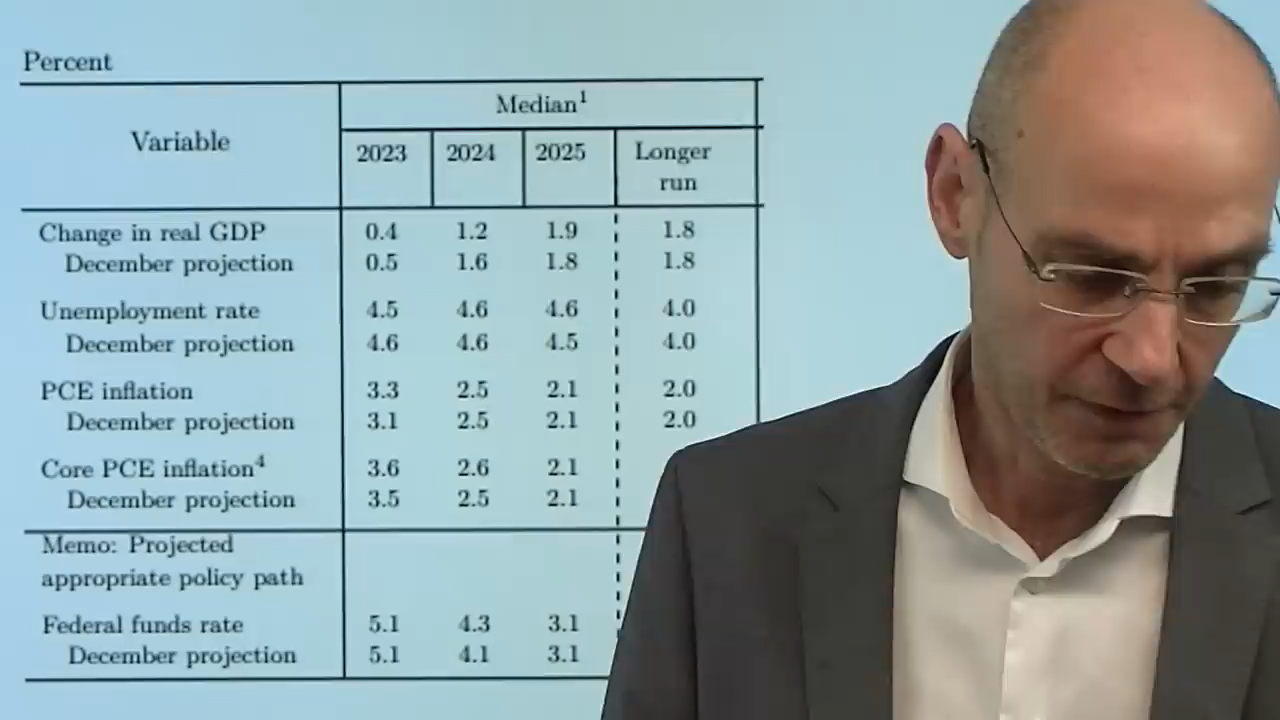 Percent
Variable Median¹
2023 2024 2025 Longer run
Change in real GDP 0.4 1.2 1.9 1.8
December projection 0.5 1.6 1.8 1.8
Unemployment rate 4.5 4.6 4.6 4.0
December projection 4.6 4.6 4.5 4.0
PCE inflation 3.3 2.5 2.1 2.0
December projection 3.1 2.5 2.1 2.0
Core PCE inflation⁴ 3.6 2.6 2.1
December projection 3.5 2.5 2.1
Memo: Projected
appropriate policy path
Federal funds rate 5.1 4.3 3.1
December projection 5.1 4.1 3.1